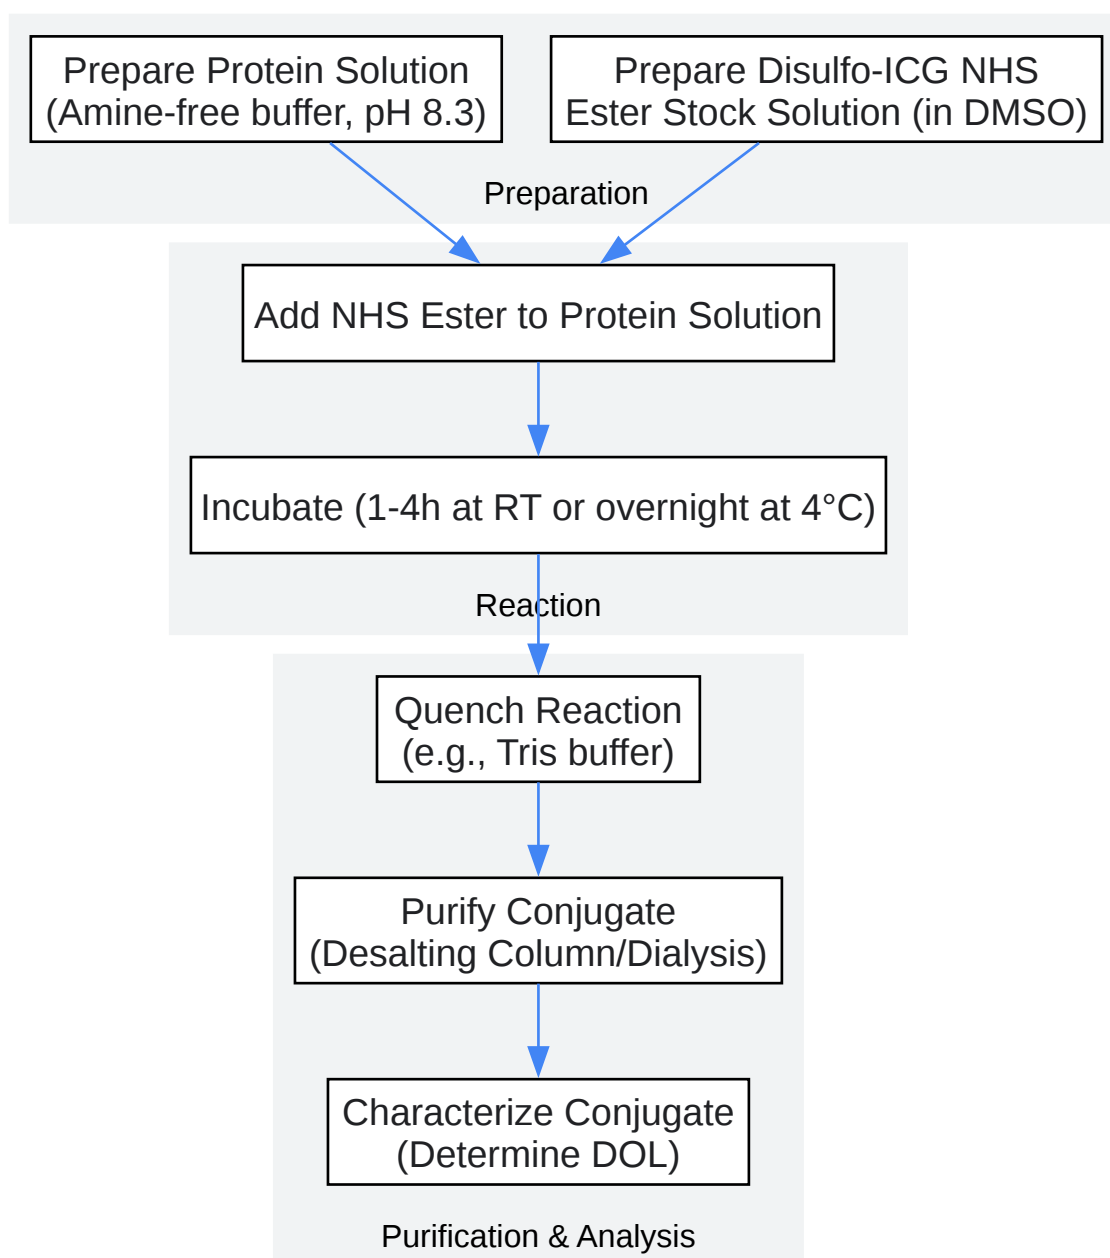 Prepare Protein Solution
(Amine-free buffer, pH 8.3)
Prepare Disulfo-ICG NHS
Ester Stock Solution (in DMSO)
Preparation
Add NHS Ester to Protein Solution
Incubate (1-4h at RT or overnight at 4°C)
Reaction
Quench Reaction
(e.g., Tris buffer)
Purify Conjugate
(Desalting Column/Dialysis)
Characterize Conjugate
(Determine DOL)
Purification & Analysis